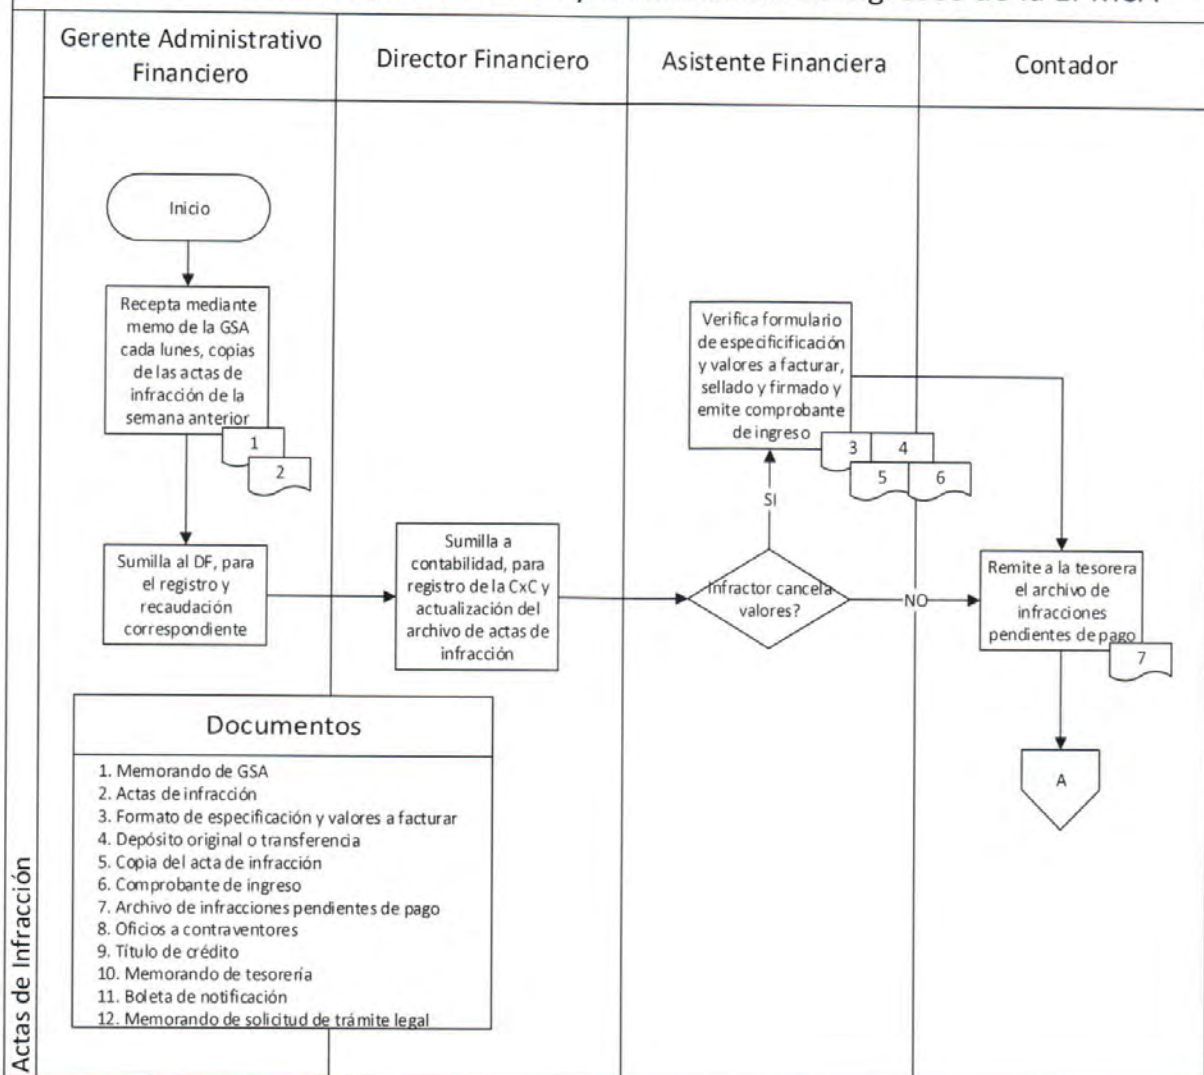 de la
Gerente Administrativo
Financiero
Director Financiero
Asistente Financiera
Contador
Inicio
Recepta mediante
memo de la GSA
cada lunes, copias
de las actas de
infracción de la
semana anterior
1
2
Sumilla al DF, para
el registro y
recaudación
correspondiente
Sumilla a
contabilidad, para
registro de la CxC y
actualización del
archivo de actas de
infracción
Verifica formulario
de especificificación
y valores a facturar,
sellado y firmado y
emite comprobante
de ingreso
3
4
5
6
SI
Infractor cancela
valores?
NO
Remite a la tesorera
el archivo de
infracciones
pendientes de pago
7
A
Documentos
1. Memorando de GSA
2. Actas de infracción
3. Formato de especificación y valores a facturar
4. Depósito original o transferencia
5. Copia del acta de infracción
6. Comprobante de ingreso
7. Archivo de infracciones pendientes de pago
8. Oficios a contraventores
9. Título de crédito
10. Memorando de tesorería
11. Boleta de notificación
12. Memorando de solicitud de trámite legal
Actas de Infracción